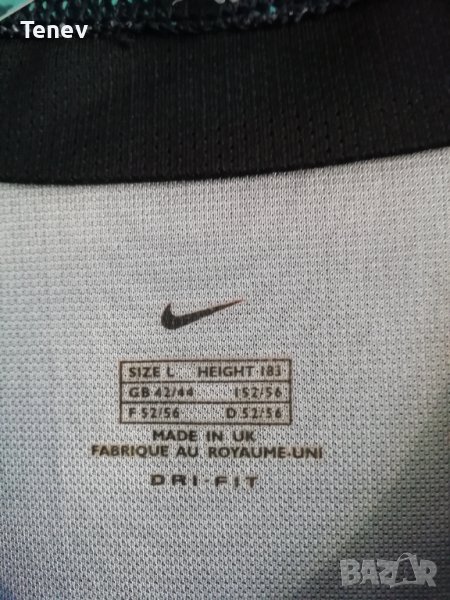 Tenev
SIZE L HEIGHT 183
GB 42/44 I 52/56
F 52/56 D 52/56
MADE IN UK
FABRIQUE AU ROYAUME-UNI
DRI-FIT
BAZAR